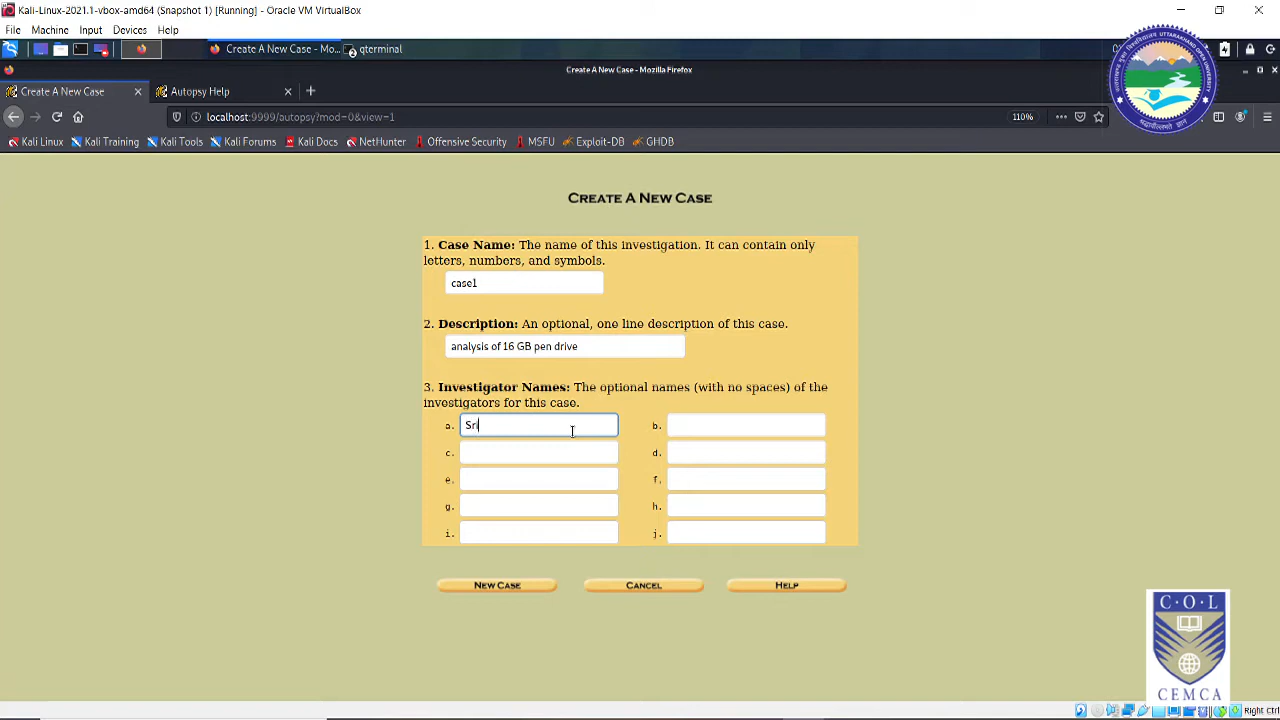 Kali-Linux-2021.1-vbox-amd64 (Snapshot 1) [Running] - Oracle VM VirtualBox
File Machine Input Devices Help
Create A New Case - Mo... 2 qterminal
Create A New Case - Mozilla Firefox
Create A New Case Autopsy Help
localhost:9999/autopsy?mod=0&view=1 110%
Kali Linux Kali Training Kali Tools Kali Forums Kali Docs NetHunter Offensive Security MSFU Exploit-DB GHDB
CREATE A NEW CASE
1. Case Name: The name of this investigation. It can contain only
letters, numbers, and symbols.
case1
2. Description: An optional, one line description of this case.
analysis of 16 GB pen drive
3. Investigator Names: The optional names (with no spaces) of the
investigators for this case.
a. Sri b.
c. d.
e. f.
g. h.
i. j.
NEW CASE CANCEL HELP
C·O·L
CEMCA
Right Ctrl